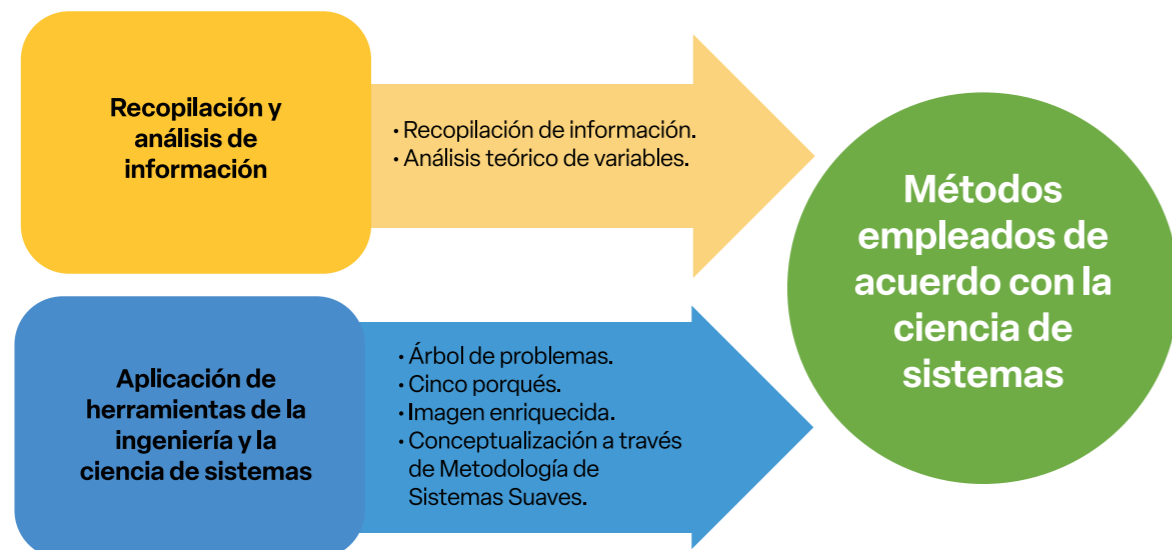 Recopilación y
análisis de
información
· Recopilación de información.
· Análisis teórico de variables.
Aplicación de
herramientas de la
ingeniería y la
ciencia de sistemas
· Árbol de problemas.
· Cinco porqués.
· Imagen enriquecida.
· Conceptualización a través
de Metodología de
Sistemas Suaves.
Métodos
empleados de
acuerdo con la
ciencia de
sistemas